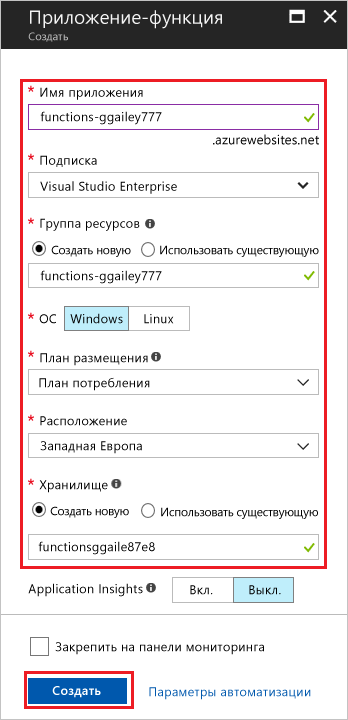 Приложение-функция
Создать
* Имя приложения
functions-ggailey777
.azurewebsites.net
* Подписка
Visual Studio Enterprise
* Группа ресурсов
Создать новую Использовать существующую
functions-ggailey777
* ОС Windows Linux
* План размещения
План потребления
* Расположение
Западная Европа
* Хранилище
Создать новую Использовать существующую
functionsggaile87e8
Application Insights Вкл. Выкл.
Закрепить на панели мониторинга
Создать Параметры автоматизации